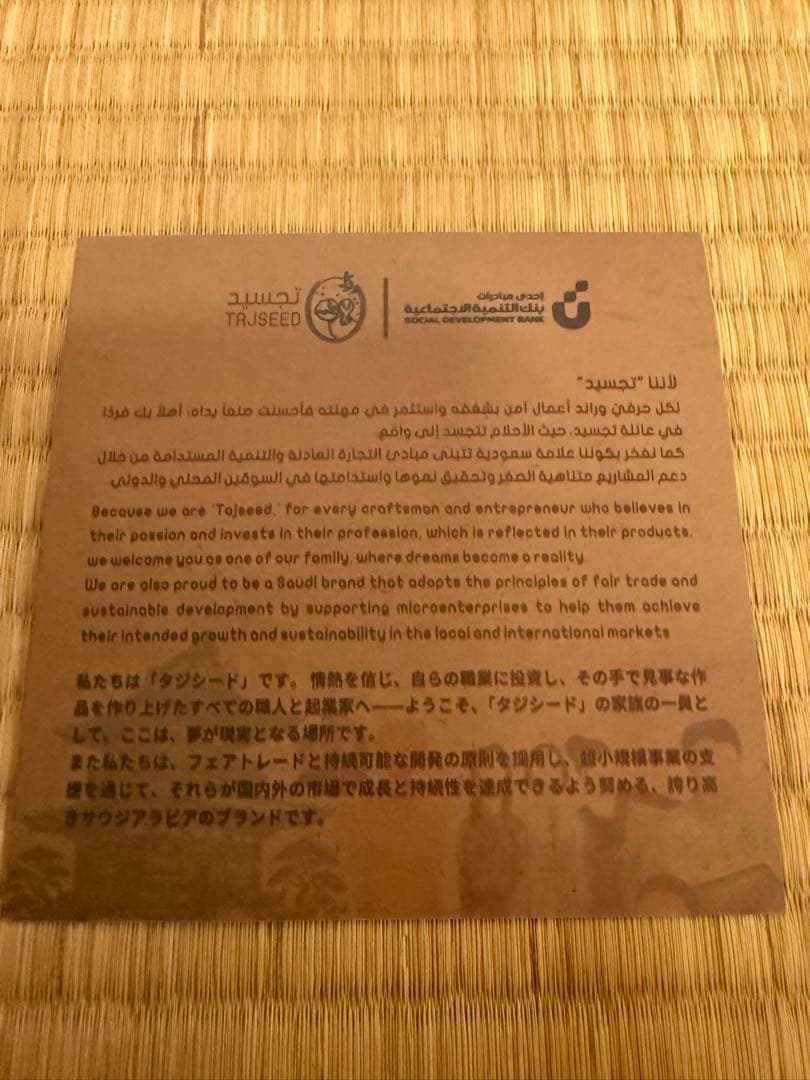 تجسيد
TAJSEED
إحدى مبادرات
بنك التنمية الاجتماعية
SOCIAL DEVELOPMENT BANK
لأننا "تجسيد"
لكل حرفيّ ورائد أعمال آمن بشغفه واستثمر في مهنته فأحسنت صنعاً يداه، أهلاً بك فردًا
في عائلة تجسيد، حيث الأحلام تتجسد إلى واقع
كما نفخر بكوننا علامة سعودية تتبنى مبادئ التجارة العادلة والتنمية المستدامة من خلال
دعم المشاريع متناهية الصغر وتحقيق نموها واستدامتها في السوقين المحلي والدولي
Because we are "Tajseed," for every craftsman and entrepreneur who believes in
their passion and invests in their profession, which is reflected in their products,
we welcome you as one of our family, where dreams become a reality
We are also proud to be a Saudi brand that adopts the principles of fair trade and
sustainable development by supporting microenterprises to help them achieve
their intended growth and sustainability in the local and international markets
私たちは「タジシード」です。 情熱を信じ、自らの職業に投資し、その手で見事な作
品を作り上げたすべての職人と起業家へ——ようこそ、「タジシード」の家族の一員と
して、ここは、夢が現実となる場所です。
また私たちは、フェアトレードと持続可能な開発の原則を採用し、超小規模事業の支
援を通じて、それらが国内外の市場で成長と持続性を達成できるよう努める、誇り高
きサウジアラビアのブランドです。